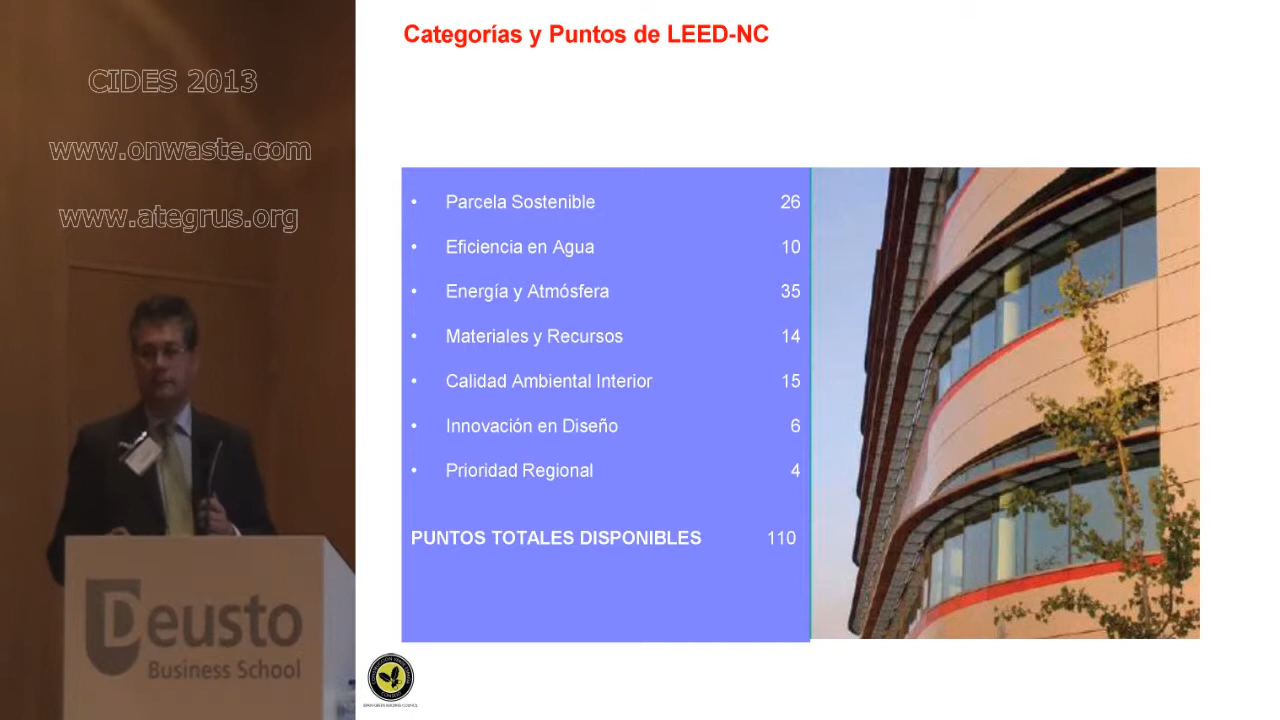 CIDES 2013
www.onwaste.com
www.ategrus.org
Deusto
Business School
Categorías y Puntos de LEED-NC
• Parcela Sostenible 26
• Eficiencia en Agua 10
• Energía y Atmósfera 35
• Materiales y Recursos 14
• Calidad Ambiental Interior 15
• Innovación en Diseño 6
• Prioridad Regional 4
PUNTOS TOTALES DISPONIBLES 110